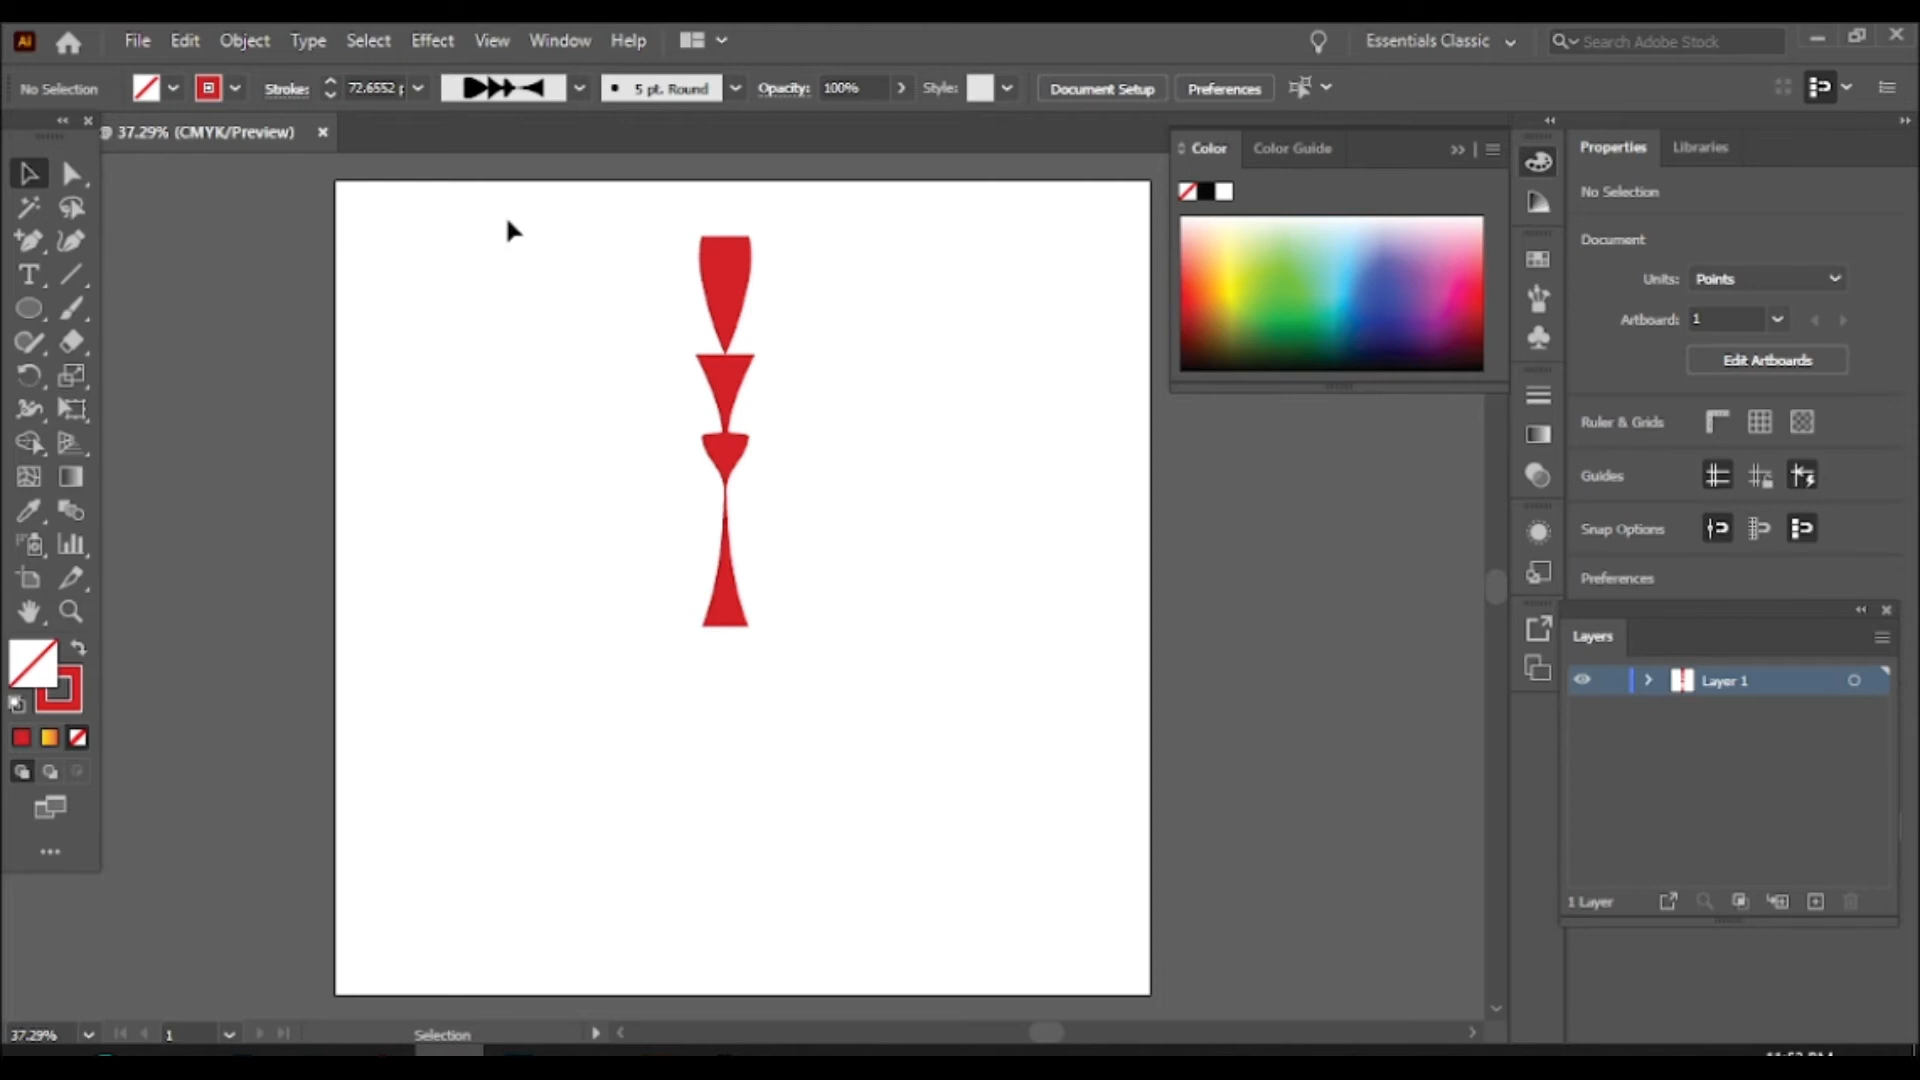 Ai File Edit Object Type Select Effect View Window Help Essentials Classic Search Adobe Stock
No Selection Stroke: 72.6552 p 5 pt. Round Opacity: 100% Style: Document Setup Preferences
@ 37.29% (CMYK/Preview)
Color Color Guide
Properties Libraries
No Selection
Document
Units: Points
Artboard: 1
Edit Artboards
Ruler & Grids
Guides
Snap Options
Preferences
Layers
Layer 1
1 Layer
37.29% 1 Selection